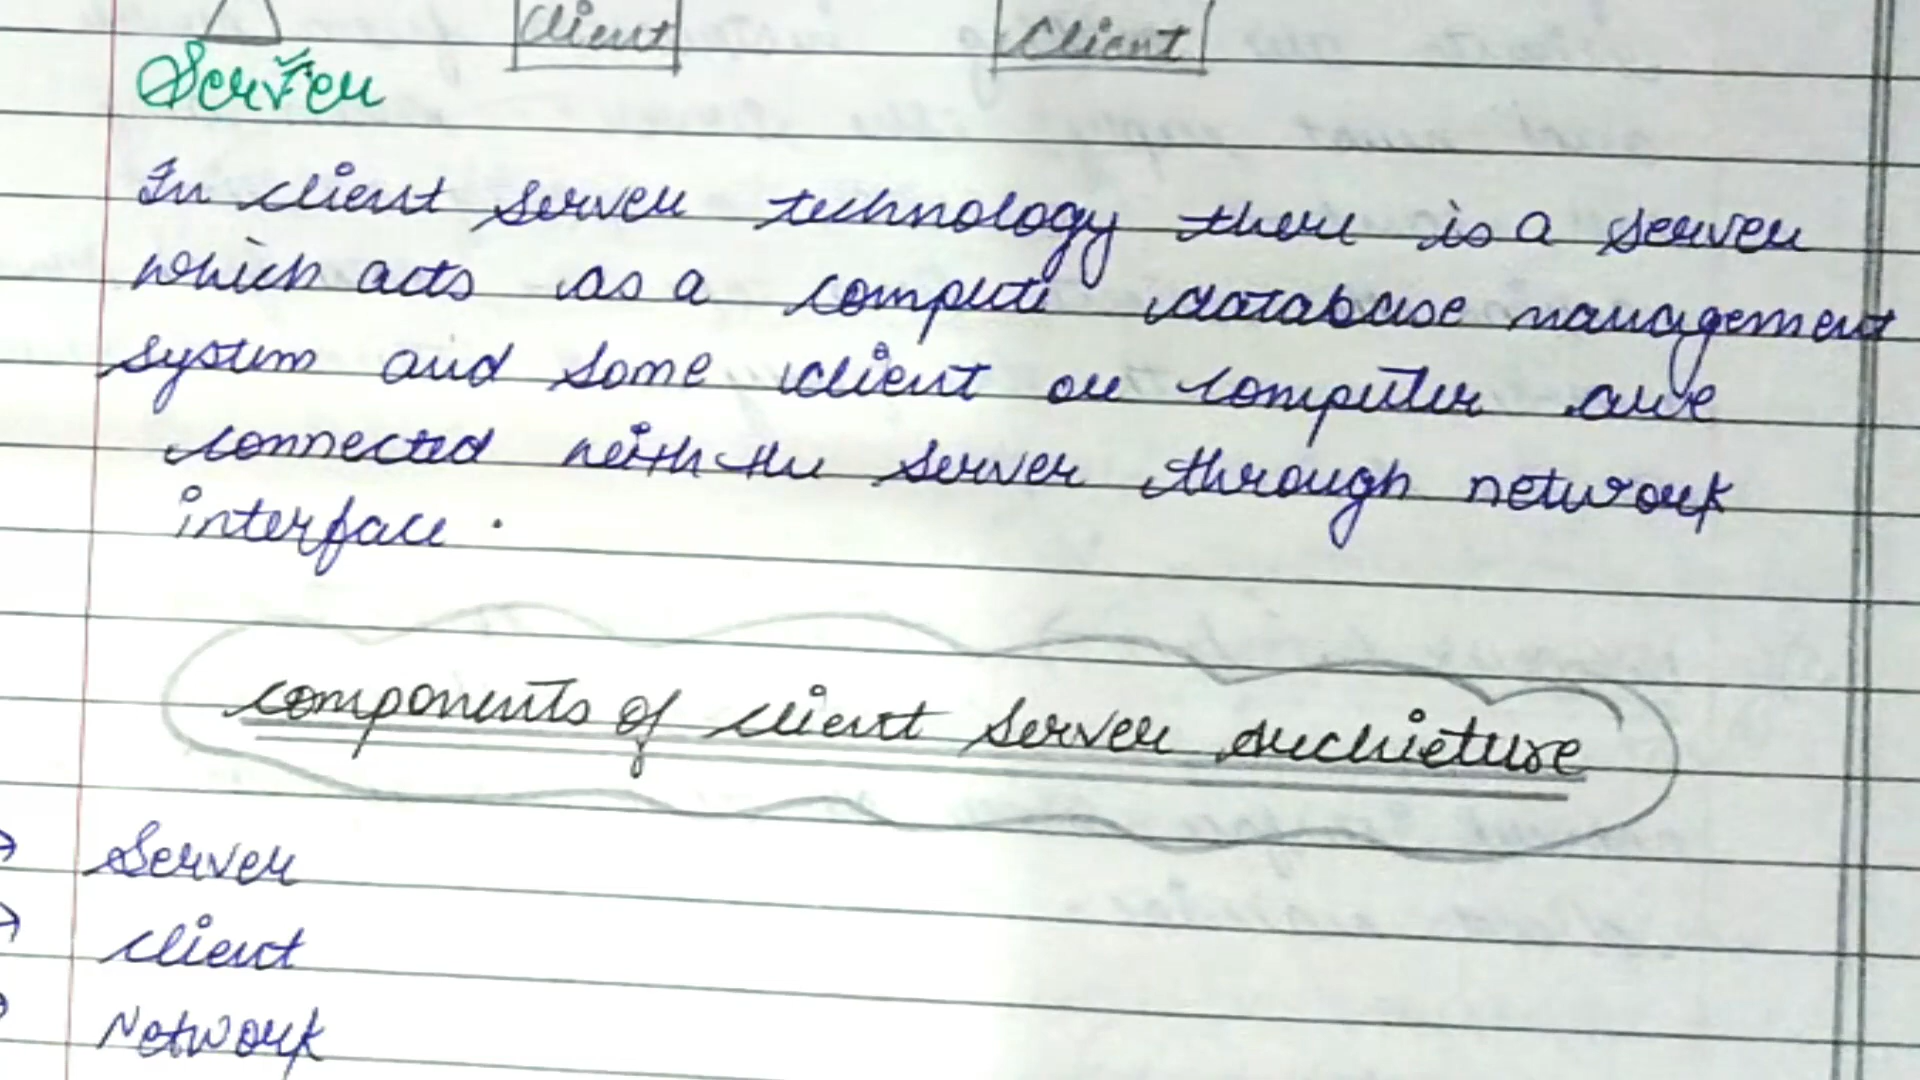 Client Client
Server
In client server technology there is a server
which acts as a compute database management
system and some client or computer are
connected with the server through network
interface.
components of client server archieture
→ Server
→ client
→ Network